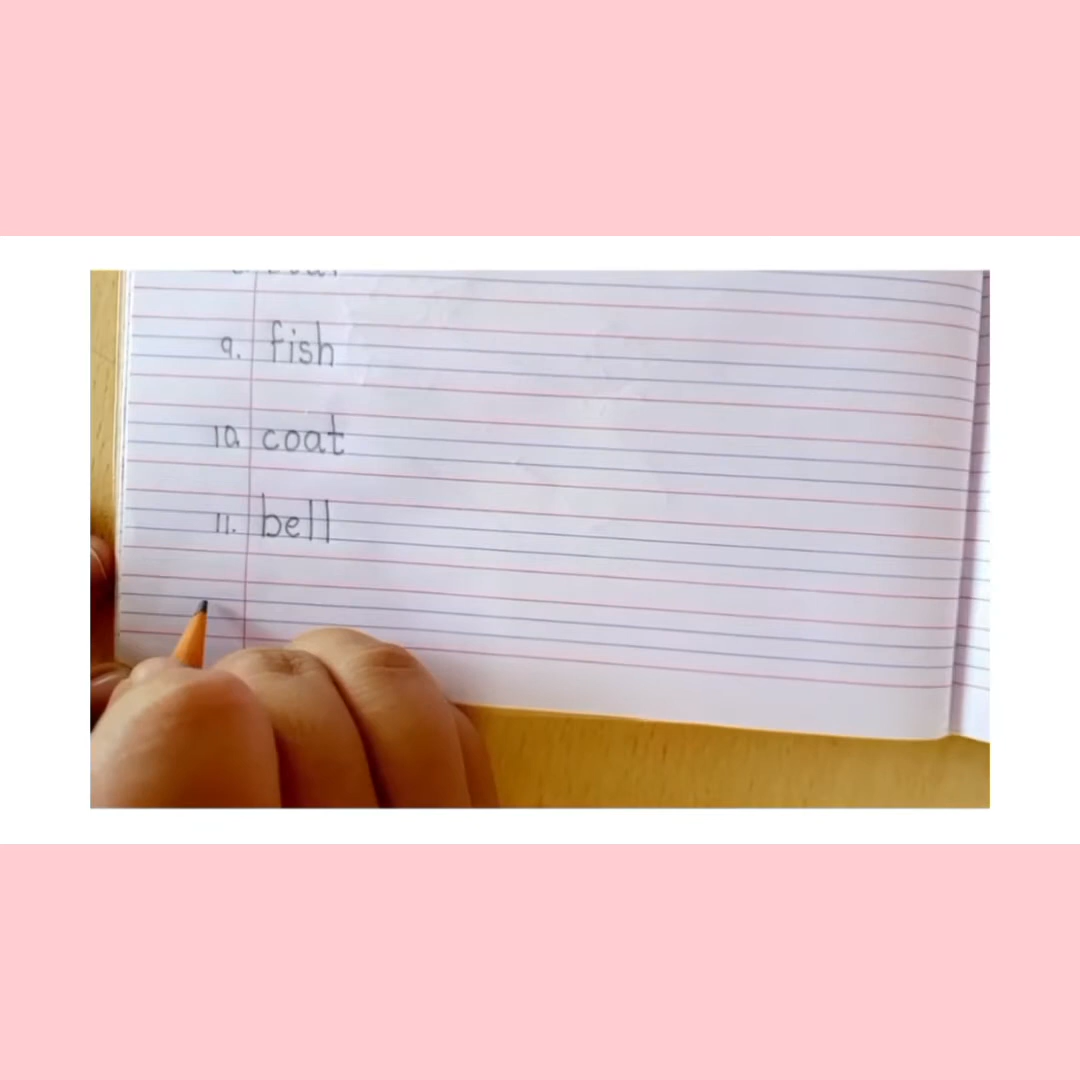 9. fish
10. coat
11. bell